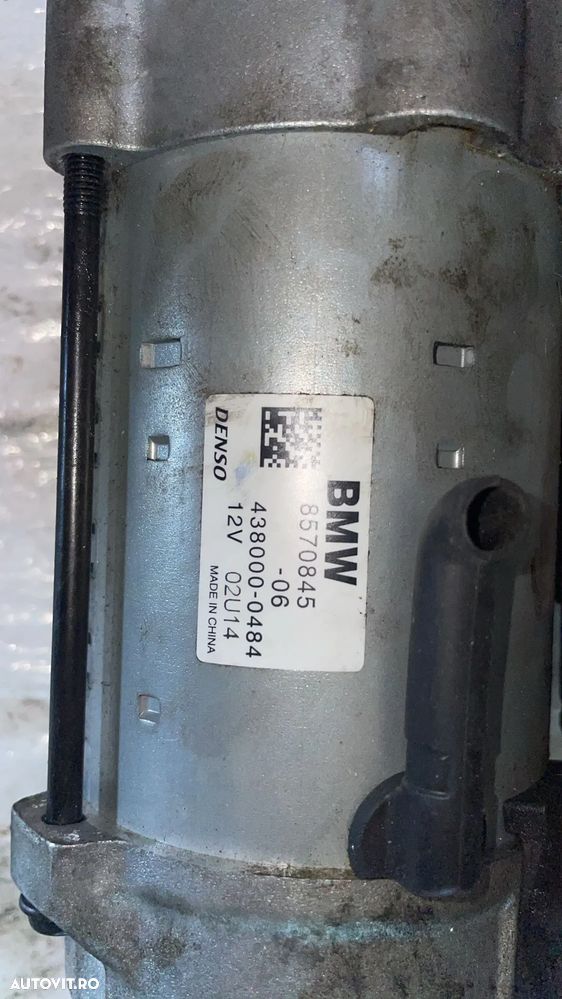 BMW
8570845
-06
438000-0484
12V 02U14
DENSO
MADE IN CHINA
AUTOVIT.RO